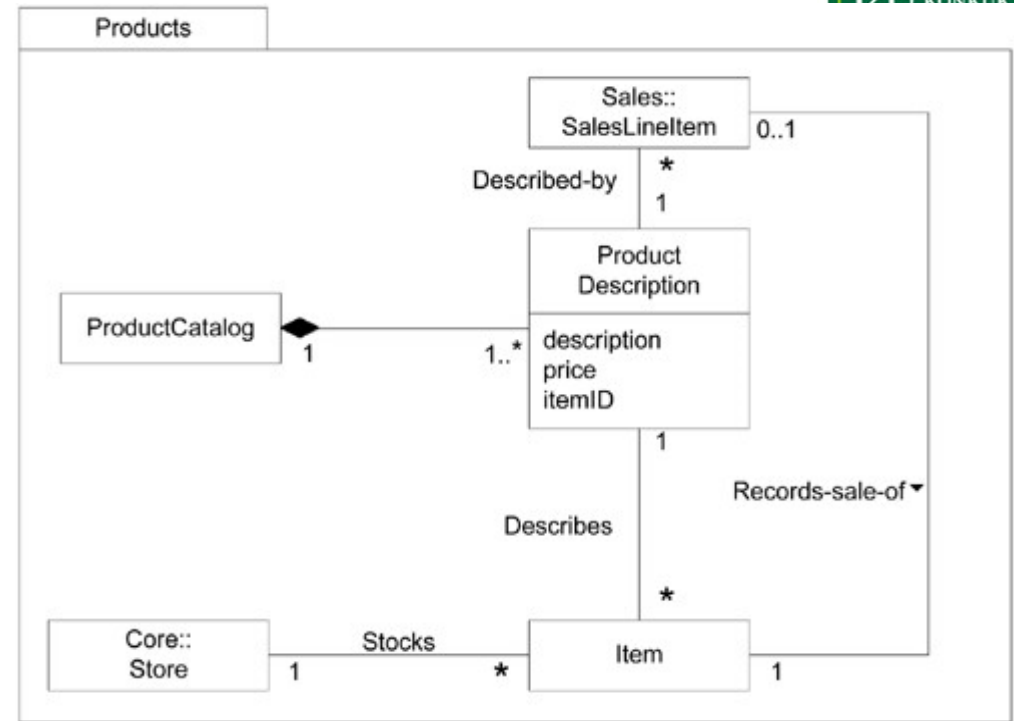 Products
Sales::
SalesLineItem
0..1
*
Described-by
1
Product
Description
ProductCatalog
1
1..*
description
price
itemID
1
Records-sale-of
Describes
*
Core::
Store
Stocks
1
*
Item
1